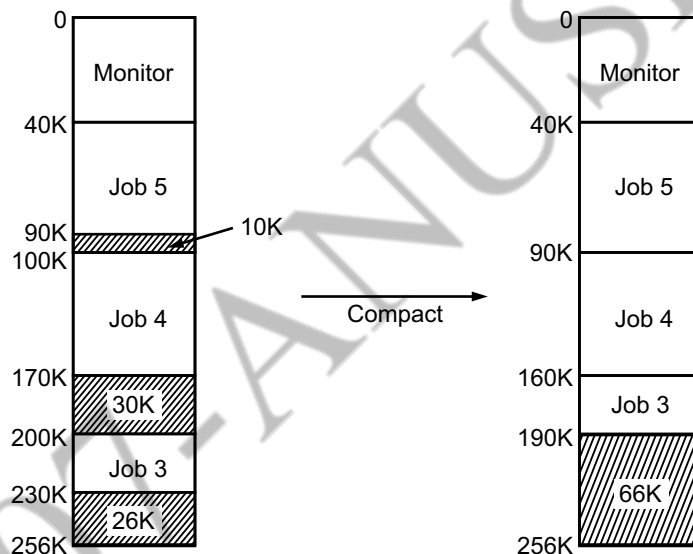 0
Monitor
40K
Job 5
90K
10K
100K
Job 4
170K
30K
200K
Job 3
230K
26K
256K
Compact
0
Monitor
40K
Job 5
90K
Job 4
160K
Job 3
190K
66K
256K